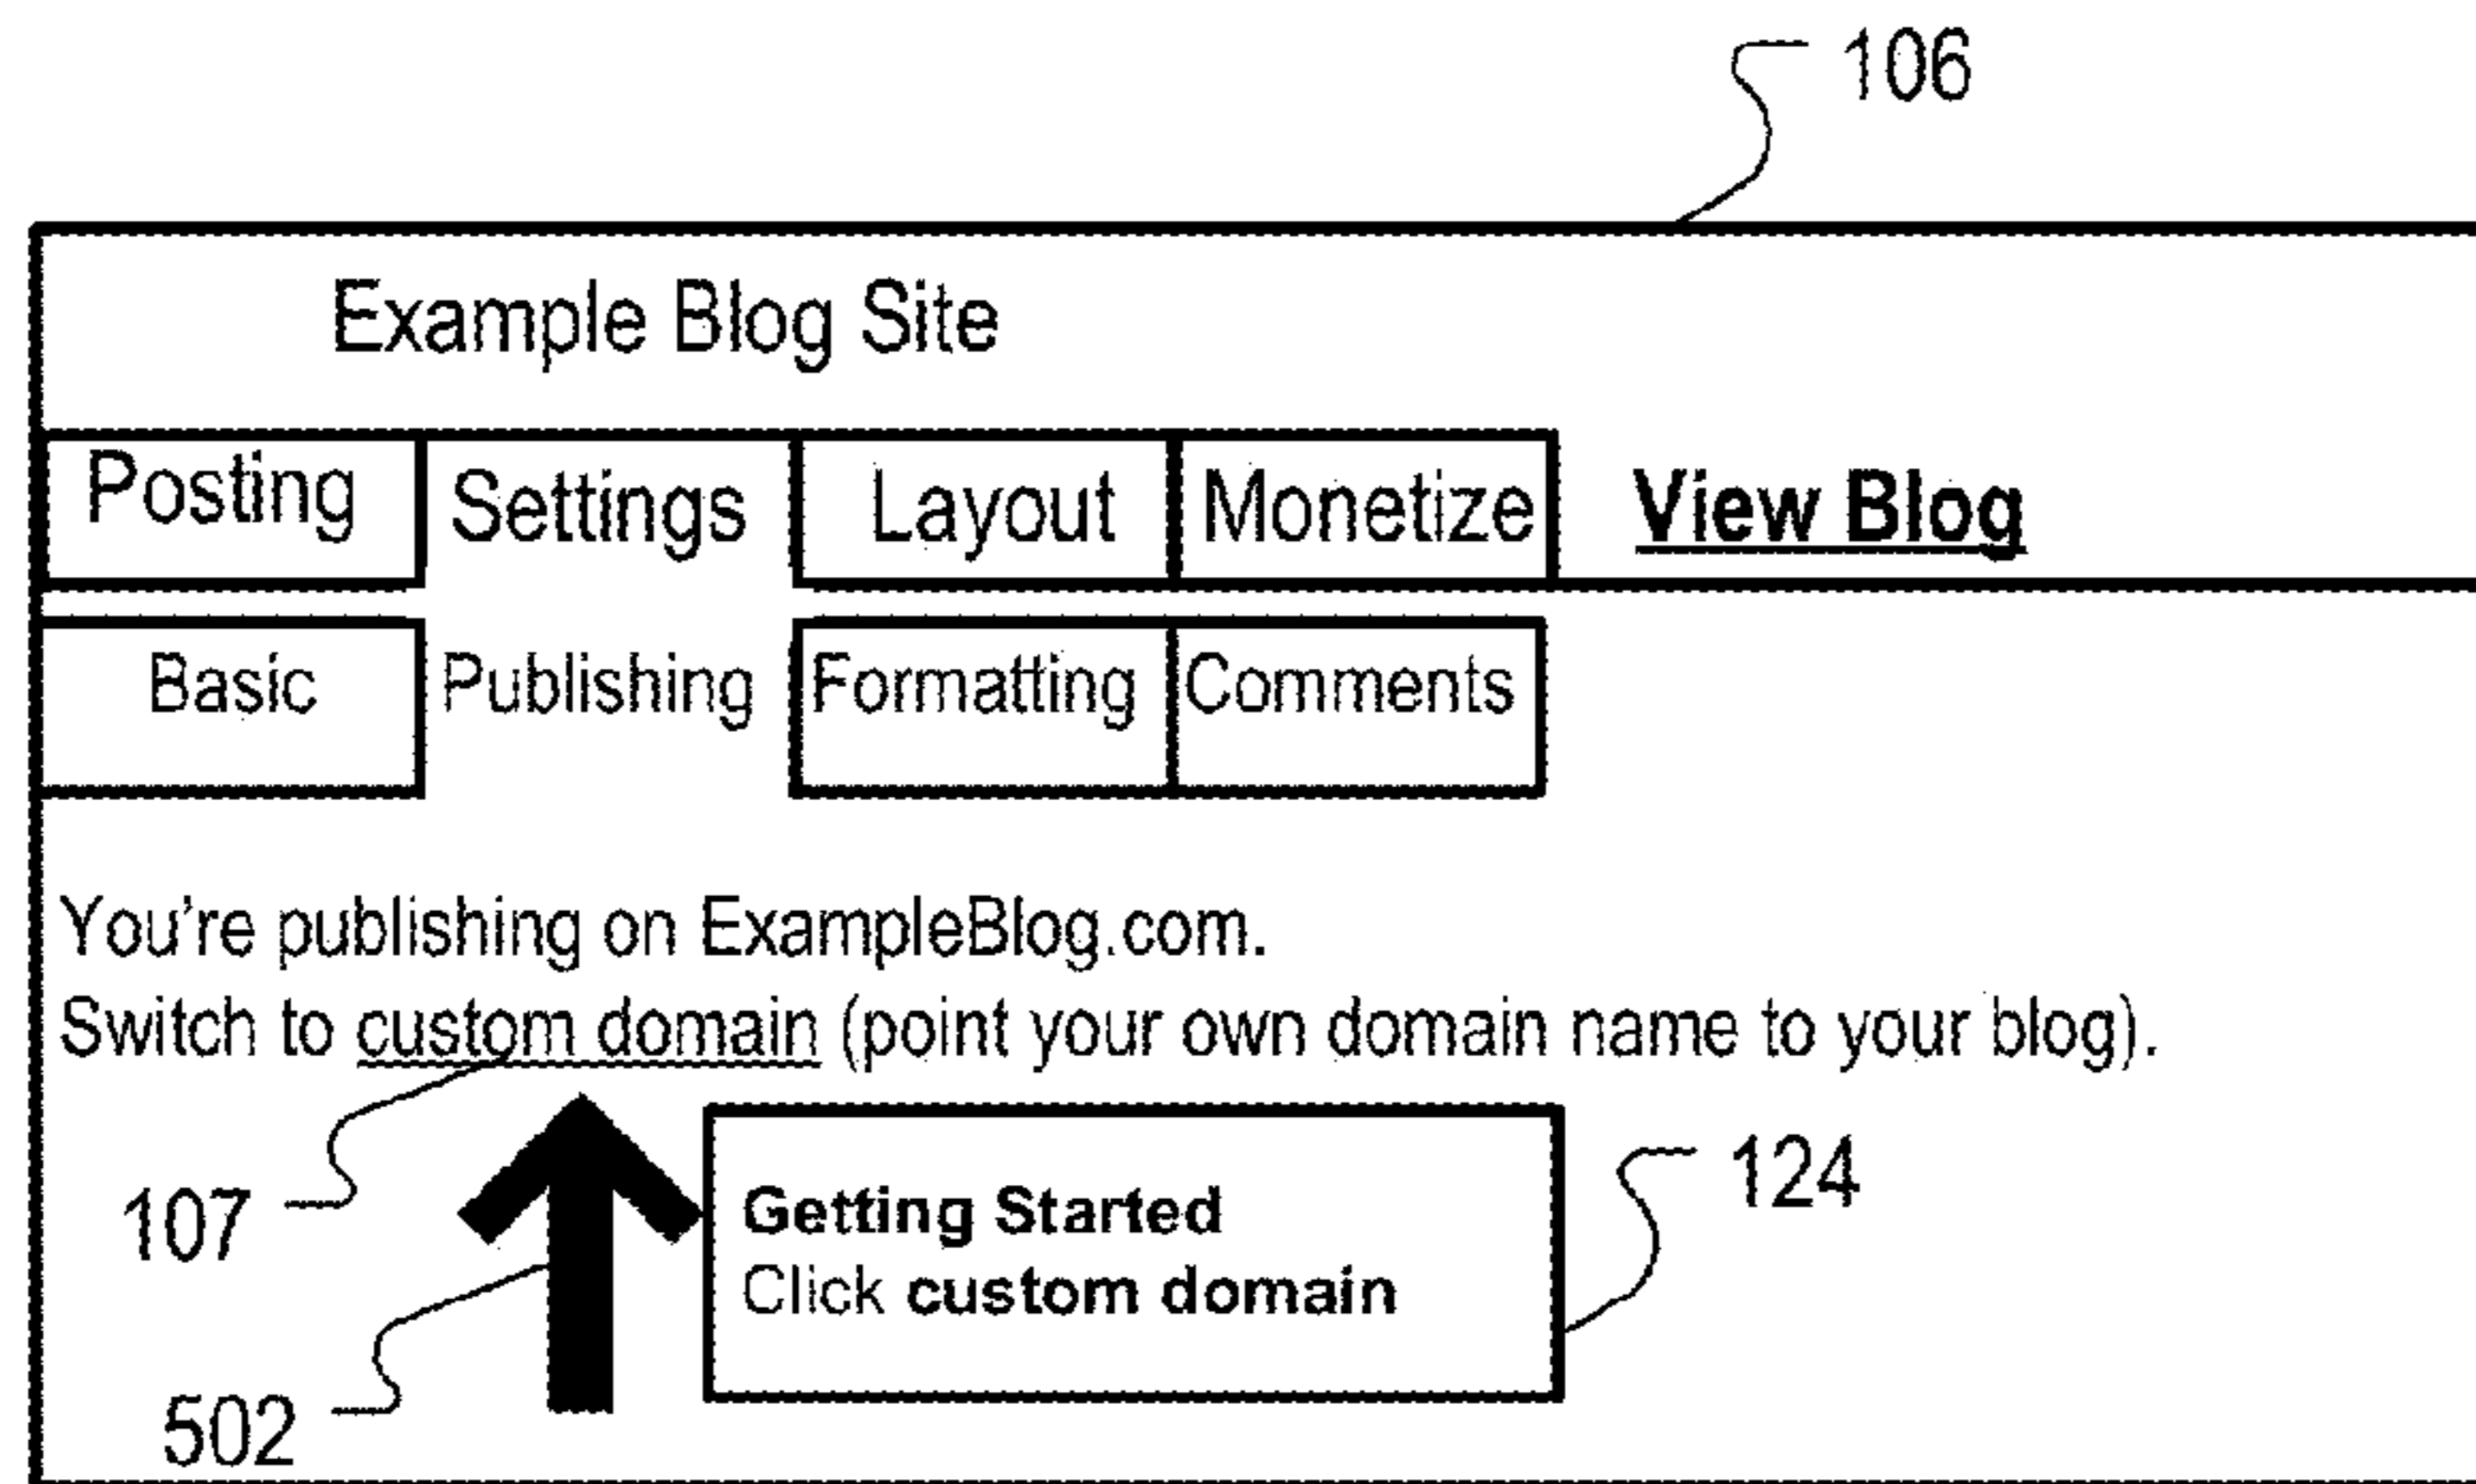 106
Example Blog Site
Posting Settings Layout Monetize View Blog
Basic Publishing Formatting Comments
You're publishing on ExampleBlog.com.
Switch to custom domain (point your own domain name to your blog).
107
Getting Started
Click custom domain
124
502